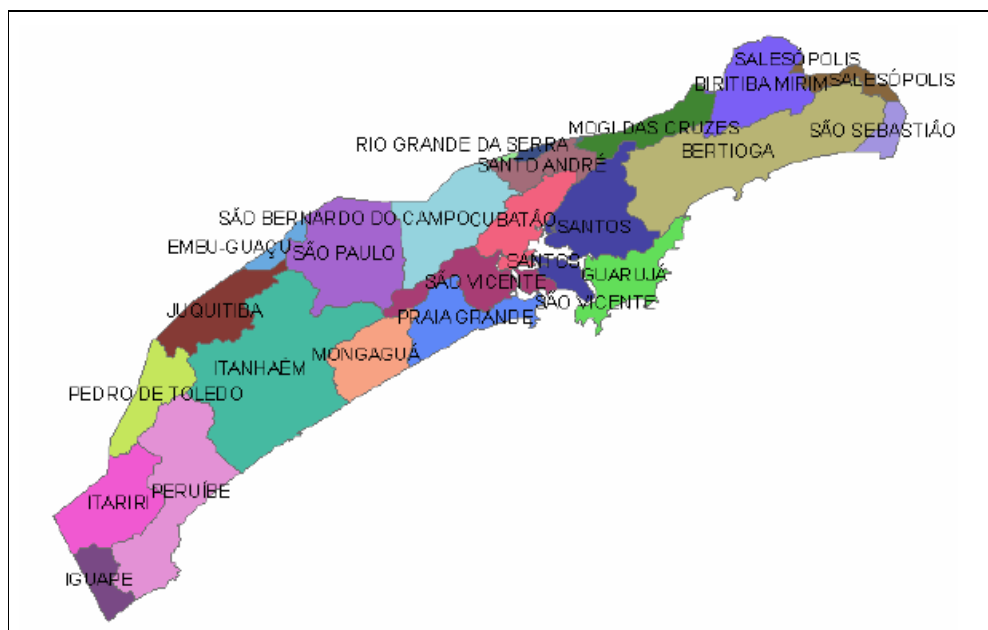 SALESÓPOLIS
SALESÓPOLIS
BIRITIBA MIRIM
MOGI DAS CRUZES
SÃO SEBASTIÃO
RIO GRANDE DA SERRA
BERTIOGA
SANTO ANDRÉ
SÃO BERNARDO DO CAMPO
CUBATÃO
SANTOS
EMBU-GUAÇU
SÃO PAULO
SANTOS
GUARUJÁ
SÃO VICENTE
SÃO VICENTE
JUQUITIBA
PRAIA GRANDE
MONGAGUÁ
ITANHAÉM
PEDRO DE TOLEDO
PERUÍBE
ITARIRI
IGUAPE